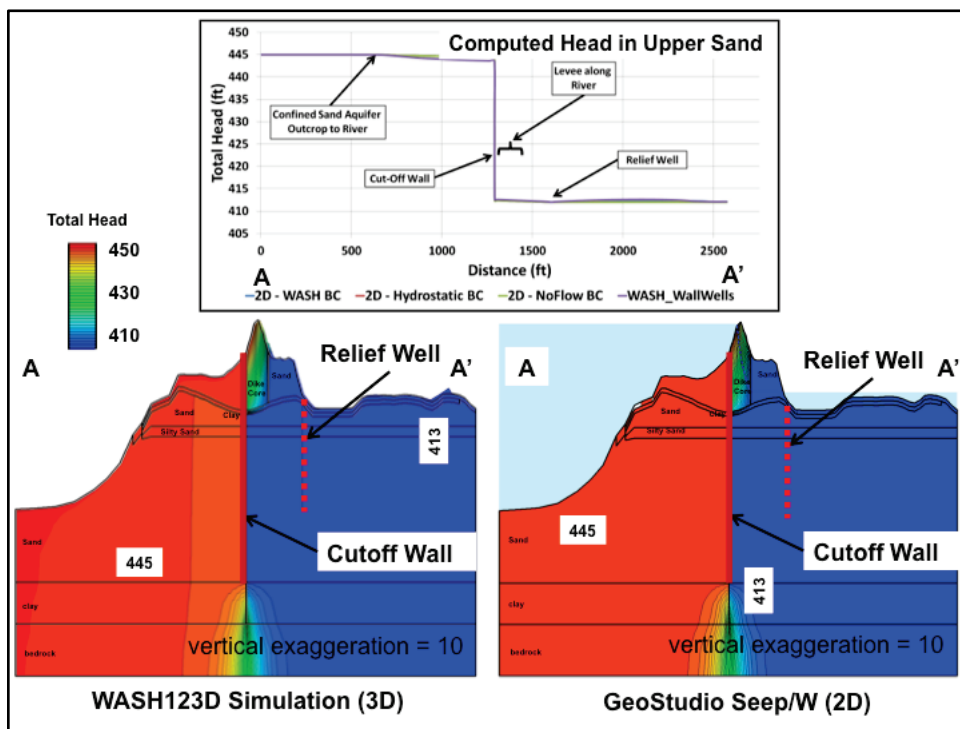 Computed Head in Upper Sand
450
445
440
435
430
425
420
415
410
405
Total Head (ft)
Confined Sand Aquifer
Outcrop to River
Levee along
River
Cut-Off Wall
Relief Well
0
500
1000
1500
2000
2500
A
Distance (ft)
A'
2D - WASH BC
2D - Hydrostatic BC
2D - NoFlow BC
WASH_WallWells
Total Head
450
430
410
A
Relief Well
A'
Sand
Dike
Core
Sand
Clay
Silty Sand
413
Sand
445
Cutoff Wall
clay
vertical exaggeration = 10
bedrock
WASH123D Simulation (3D)
A
Relief Well
A'
Sand
Dike
Core
Sand
Clay
Silty Sand
Sand
445
Cutoff Wall
413
clay
vertical exaggeration = 10
bedrock
GeoStudio Seep/W (2D)